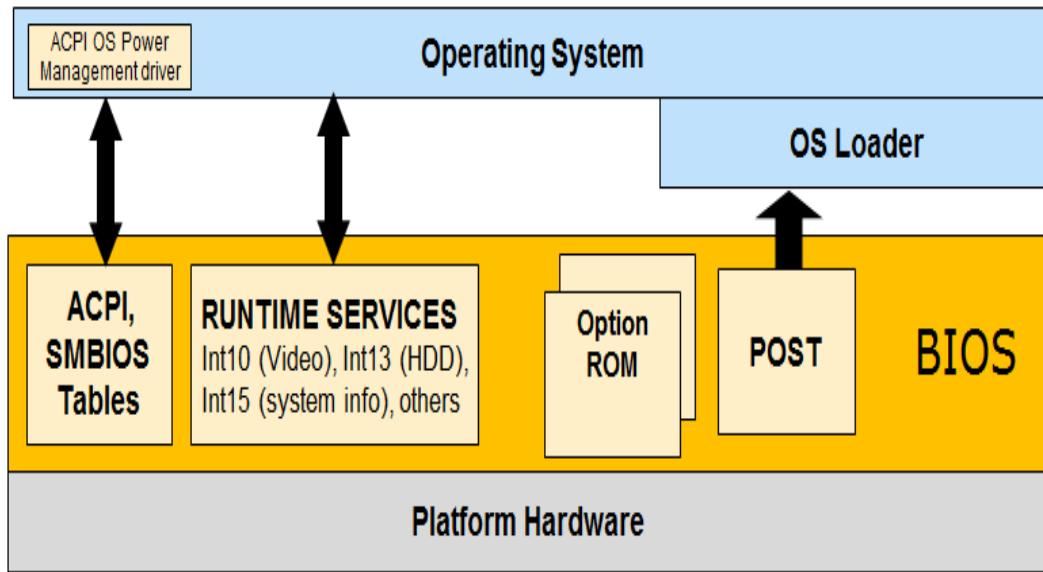 ACPI OS Power
Management driver
Operating System
OS Loader
ACPI,
SMBIOS
Tables
RUNTIME SERVICES
Int10 (Video), Int13 (HDD),
Int15 (system info), others
Option
ROM
POST
BIOS
Platform Hardware